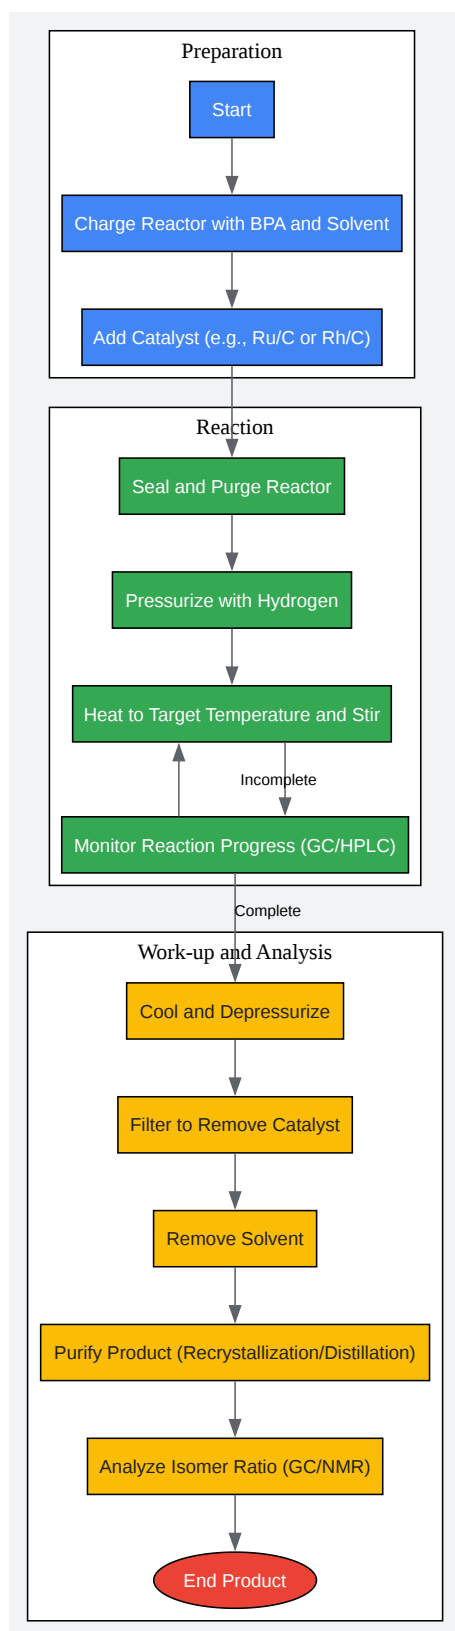 Preparation
Start
Charge Reactor with BPA and Solvent
Add Catalyst (e.g., Ru/C or Rh/C)
Reaction
Seal and Purge Reactor
Pressurize with Hydrogen
Heat to Target Temperature and Stir
Incomplete
Monitor Reaction Progress (GC/HPLC)
Complete
Work-up and Analysis
Cool and Depressurize
Filter to Remove Catalyst
Remove Solvent
Purify Product (Recrystallization/Distillation)
Analyze Isomer Ratio (GC/NMR)
End Product